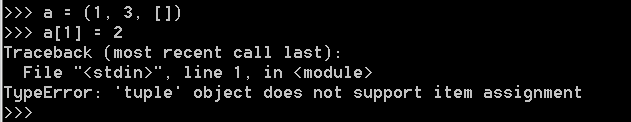 >>> a = (1, 3, [])
>>> a[1] = 2
Traceback (most recent call last):
  File "<stdin>", line 1, in <module>
TypeError: 'tuple' object does not support item assignment
>>>